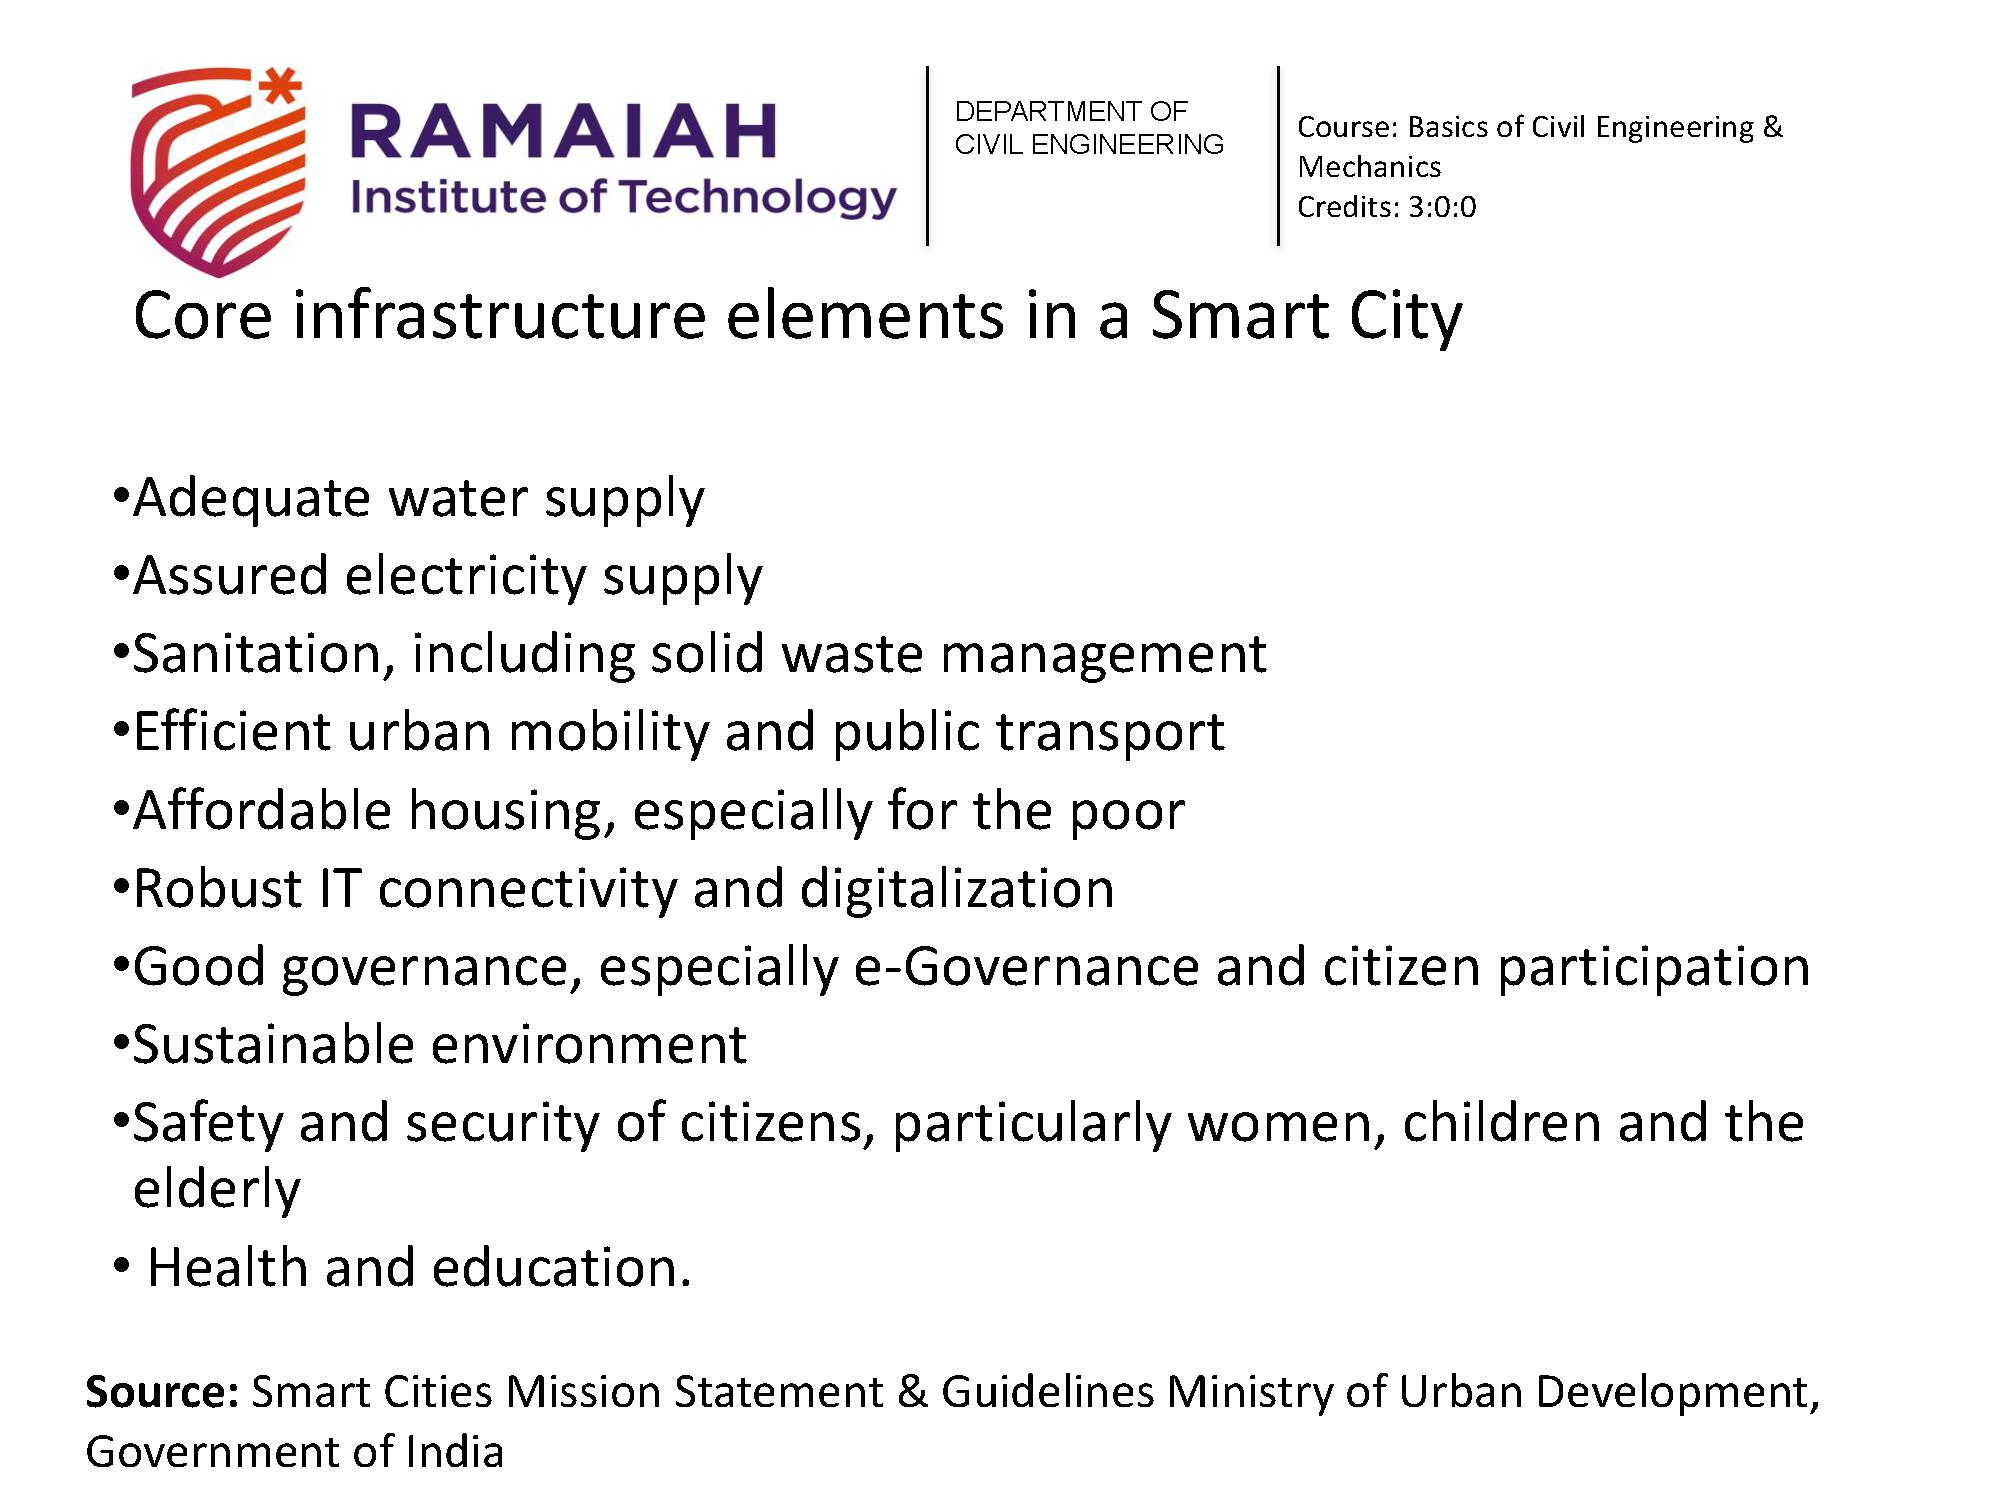 RAMAIAH
Institute of Technology
DEPARTMENT OF
CIVIL ENGINEERING
Course: Basics of Civil Engineering &
Mechanics
Credits: 3:0:0
Core infrastructure elements in a Smart City
•Adequate water supply
•Assured electricity supply
•Sanitation, including solid waste management
•Efficient urban mobility and public transport
•Affordable housing, especially for the poor
•Robust IT connectivity and digitalization
•Good governance, especially e-Governance and citizen participation
•Sustainable environment
•Safety and security of citizens, particularly women, children and the
elderly
• Health and education.
Source: Smart Cities Mission Statement & Guidelines Ministry of Urban Development,
Government of India